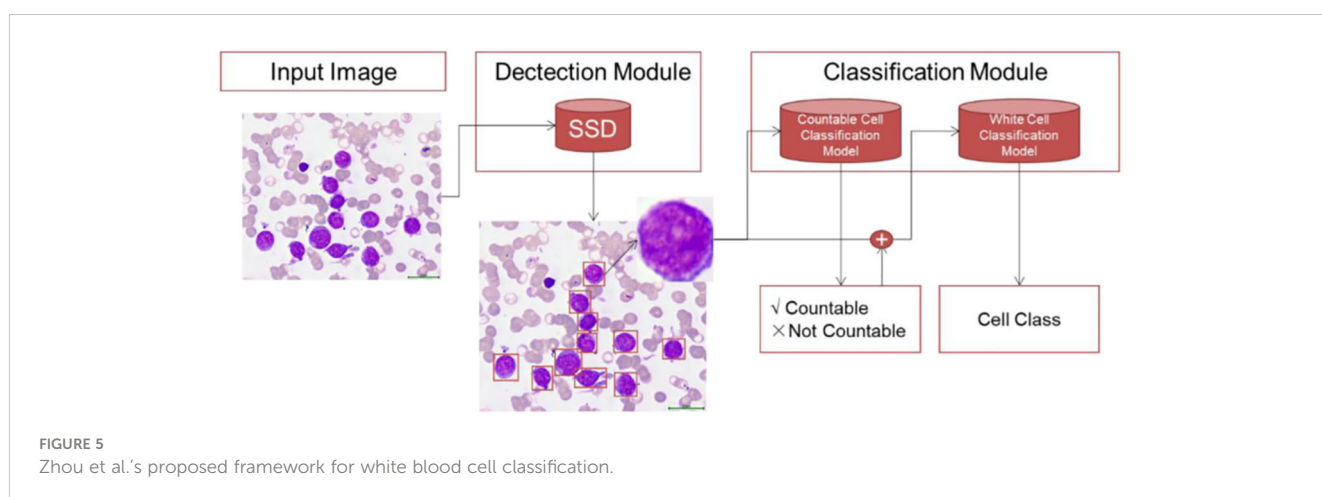 Input Image
Dectection Module
SSD
Classification Module
Countable Cell
Classification
Model
White Cell
Classification
Model
+
√ Countable
× Not Countable
Cell Class
FIGURE 5
Zhou et al.'s proposed framework for white blood cell classification.